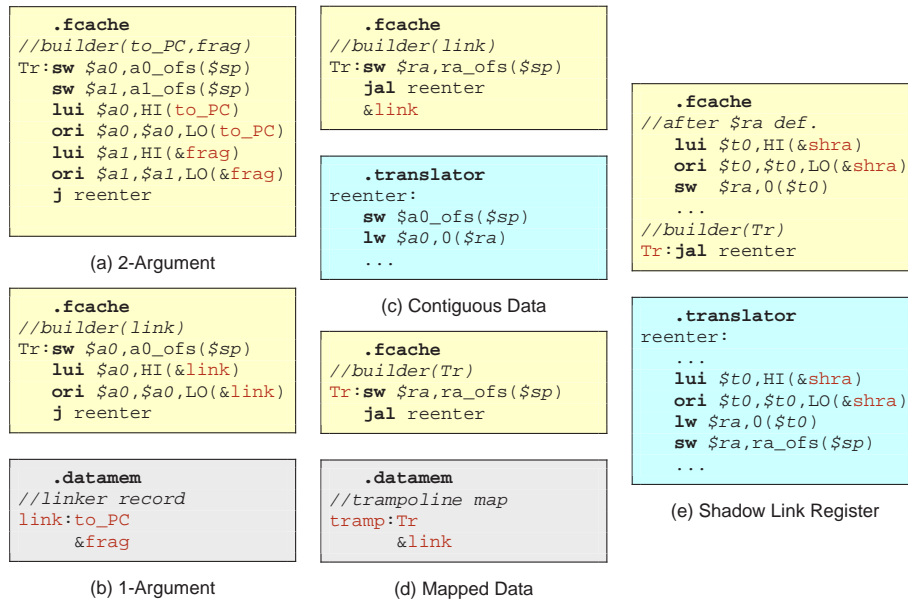 .fcache
//builder(to_PC,frag)
Tr:sw $a0,a0_ofs($sp)
sw $a1,a1_ofs($sp)
lui $a0,HI(to_PC)
ori $a0,$a0,LO(to_PC)
lui $a1,HI(&frag)
ori $a1,$a1,LO(&frag)
j reenter
(a) 2-Argument
.fcache
//builder(link)
Tr:sw $a0,a0_ofs($sp)
lui $a0,HI(&link)
ori $a0,$a0,LO(&link)
j reenter
.datamem
//linker record
link:to_PC
&frag
(b) 1-Argument
.fcache
//builder(link)
Tr:sw $ra,ra_ofs($sp)
jal reenter
&link
.translator
reenter:
sw $a0_ofs($sp)
lw $a0,0($ra)
...
(c) Contiguous Data
.fcache
//builder(Tr)
Tr:sw $ra,ra_ofs($sp)
jal reenter
.datamem
//trampoline map
tramp:Tr
&link
(d) Mapped Data
.fcache
//after $ra def.
lui $t0,HI(&shra)
ori $t0,$t0,LO(&shra)
sw $ra,0($t0)
...
//builder(Tr)
Tr:jal reenter
.translator
reenter:
...
lui $t0,HI(&shra)
ori $t0,$t0,LO(&shra)
lw $ra,0($t0)
sw $ra,ra_ofs($sp)
...
(e) Shadow Link Register